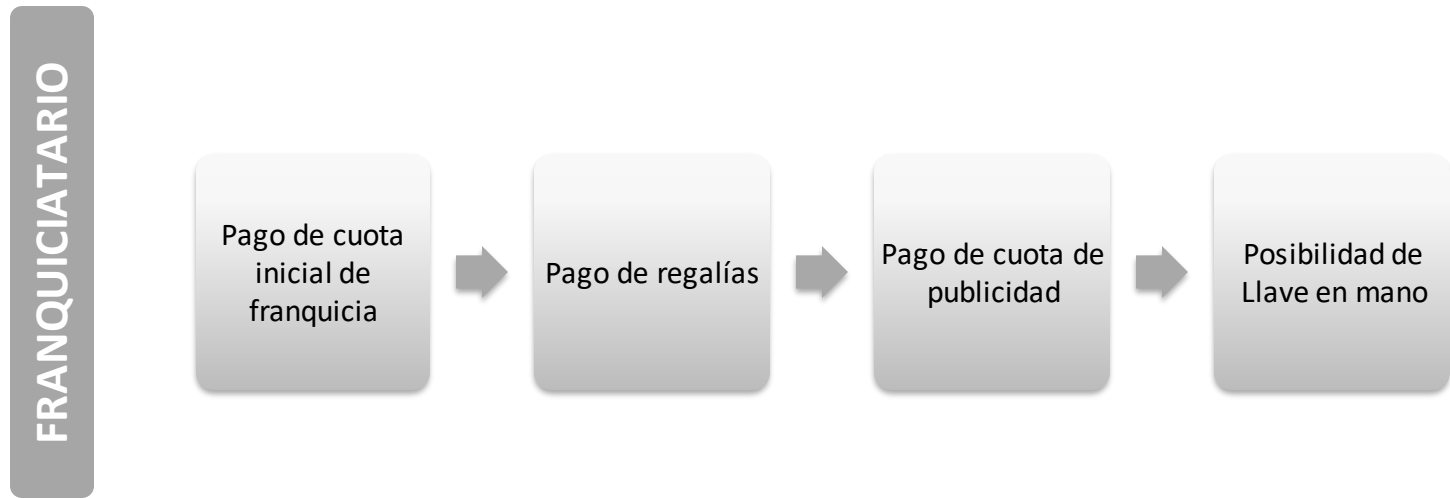 FRANQUICIATARIO
Pago de cuota
inicial de
franquicia
Pago de regalías
Pago de cuota de
publicidad
Posibilidad de
Llave en mano